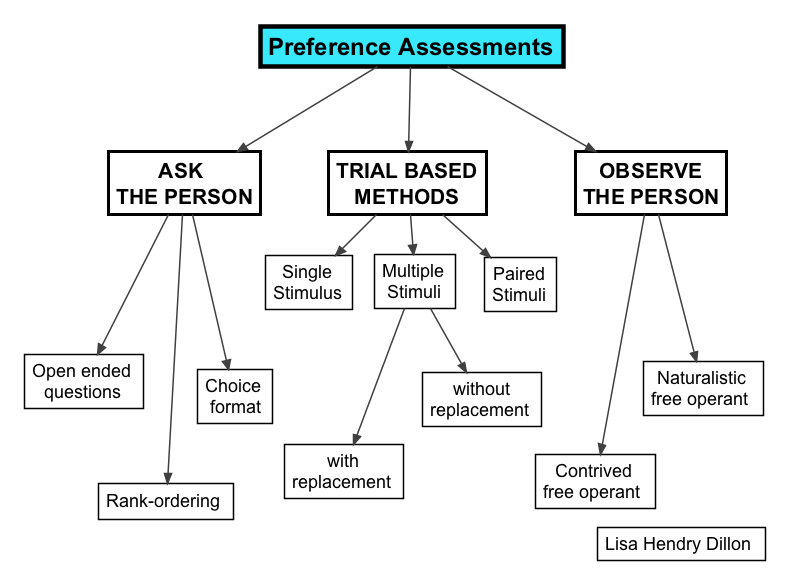 Preference Assessments
ASK
THE PERSON
TRIAL BASED
METHODS
OBSERVE
THE PERSON
Single
Stimulus
Multiple
Stimuli
Paired
Stimuli
Open ended
questions
Choice
format
without
replacement
Naturalistic
free operant
with
replacement
Contrived
free operant
Rank-ordering
Lisa Hendry Dillon